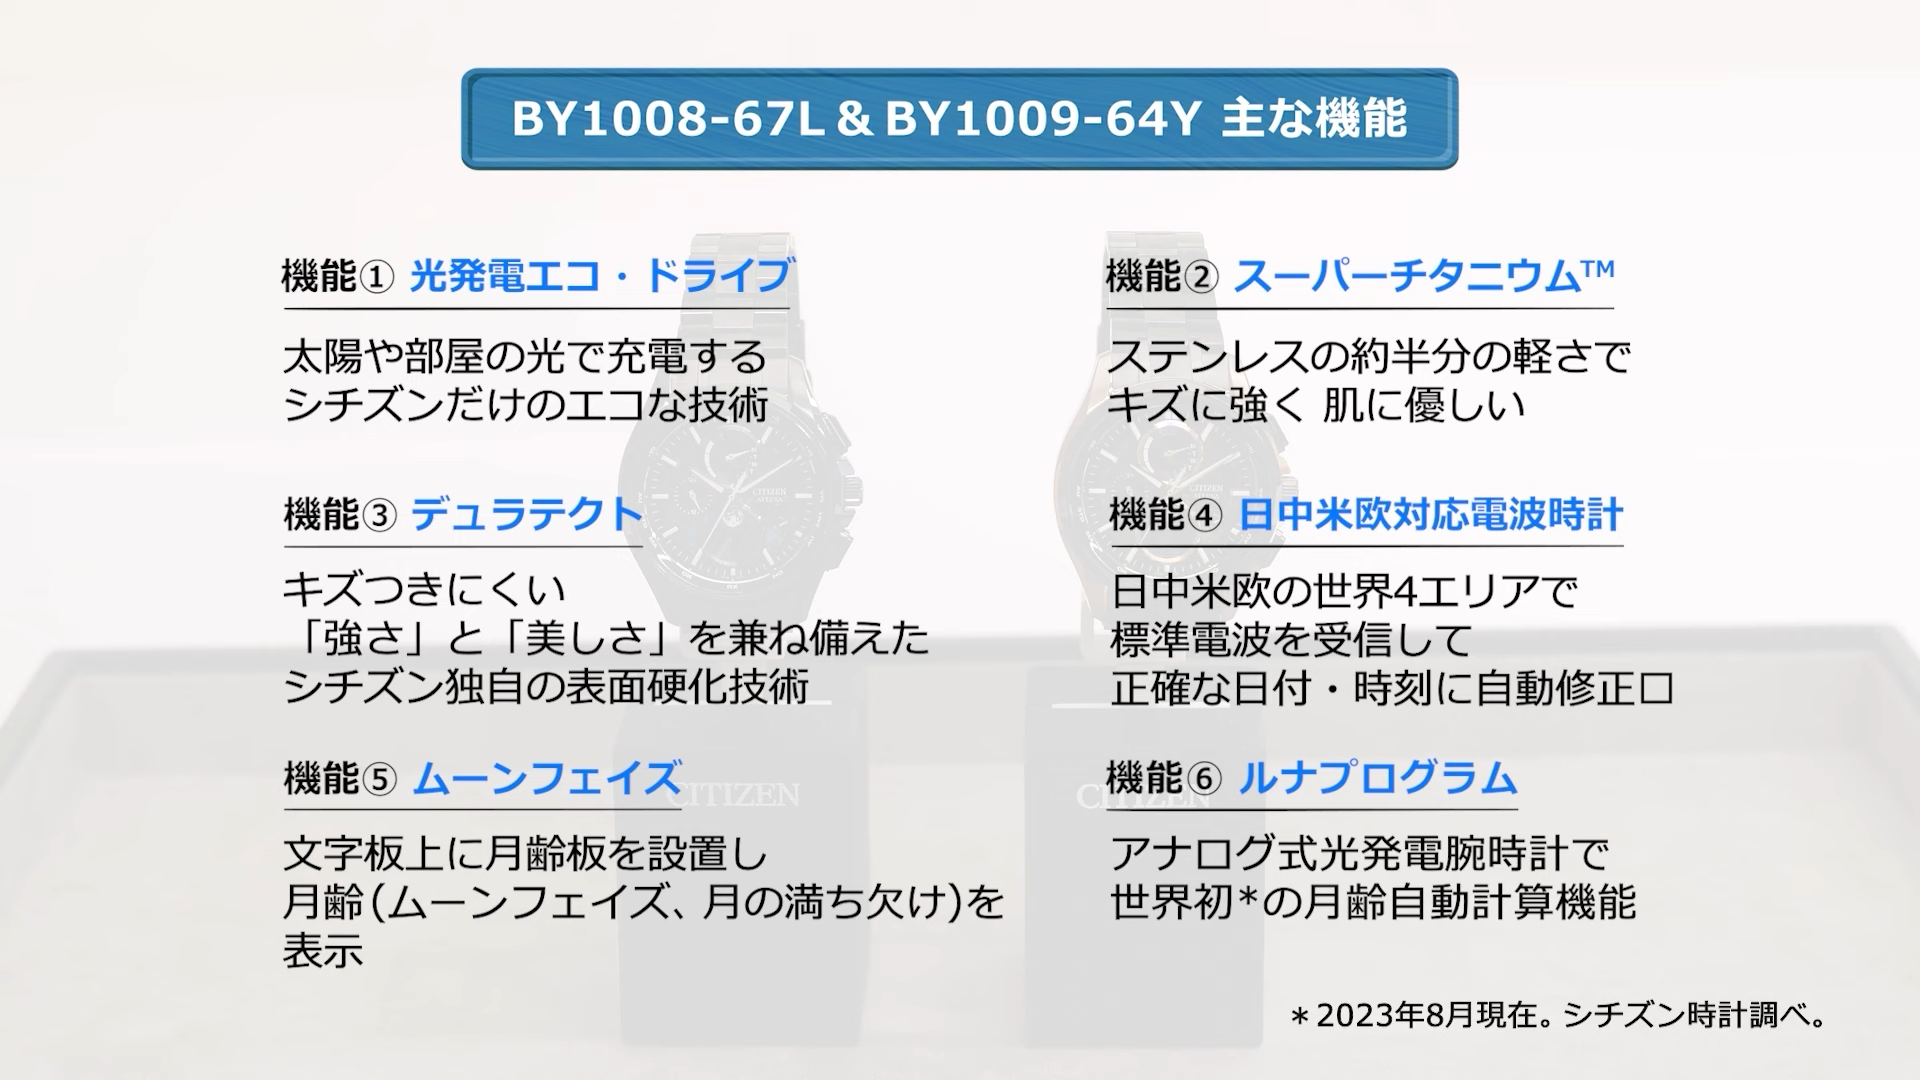 BY1008-67L＆BY1009-64Y 主な機能
機能① 光発電エコ・ドライブ
太陽や部屋の光で充電する
シチズンだけのエコな技術
機能② スーパーチタニウム™
ステンレスの約半分の軽さで
キズに強く 肌に優しい
機能③ デュラテクト
キズつきにくい
「強さ」と「美しさ」を兼ね備えた
シチズン独自の表面硬化技術
機能④ 日中米欧対応電波時計
日中米欧の世界4エリアで
標準電波を受信して
正確な日付・時刻に自動修正口
機能⑤ ムーンフェイズ
文字板上に月齢板を設置し
月齢(ムーンフェイズ、月の満ち欠け)を
表示
機能⑥ ルナプログラム
アナログ式光発電腕時計で
世界初*の月齢自動計算機能
＊2023年8月現在。シチズン時計調べ。
CITIZEN
CITIZEN
CITIZEN
CITIZEN